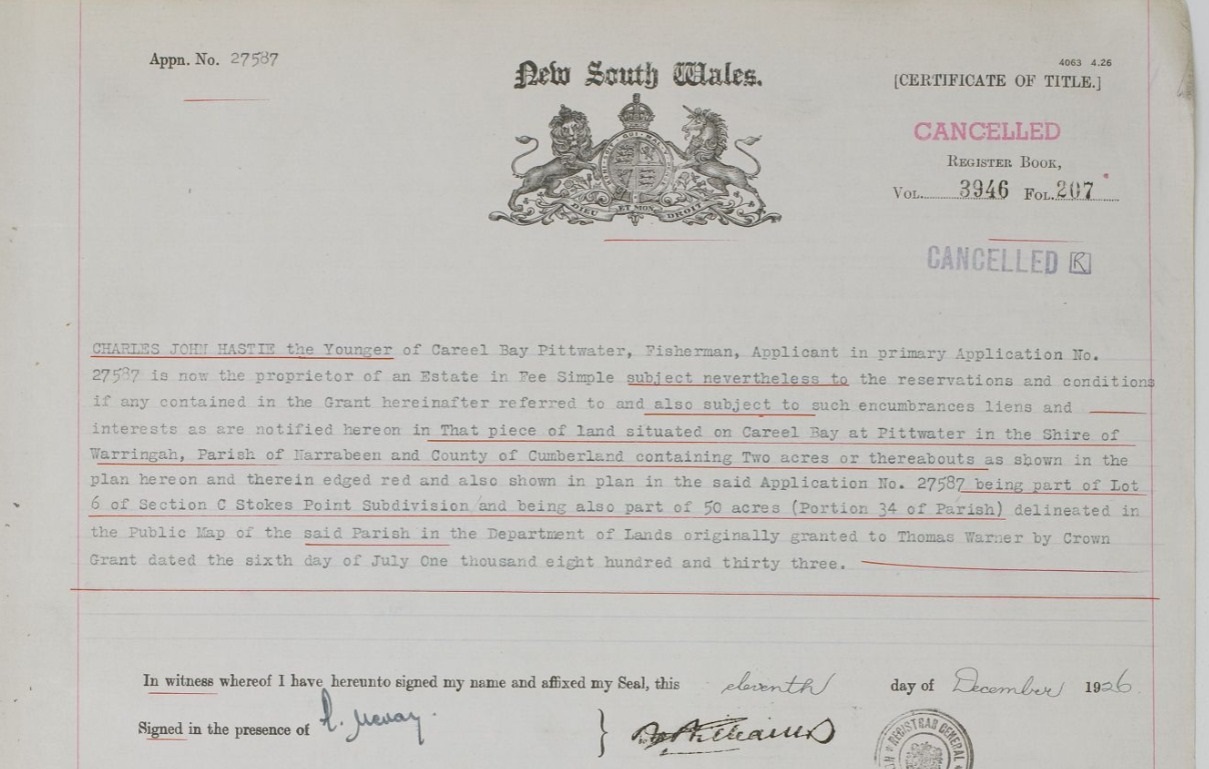 Appn. No. 27587
New South Wales.
4063 4.26
[CERTIFICATE OF TITLE.]
CANCELLED
REGISTER BOOK,
VOL. 3946 FOL. 207
DIEU ET MON DROIT
CANCELLED R
CHARLES JOHN HASTIE the Younger of Careel Bay Pittwater, Fisherman, Applicant in primary Application No.
27587 is now the proprietor of an Estate in Fee Simple subject nevertheless to the reservations and conditions
if any contained in the Grant hereinafter referred to and also subject to such encumbrances liens and
interests as are notified hereon in That piece of land situated on Careel Bay at Pittwater in the Shire of
Warringah, Parish of Narrabeen and County of Cumberland containing Two acres or thereabouts as shown in the
plan hereon and therein edged red and also shown in plan in the said Application No. 27587 being part of Lot
6 of Section C Stokes Point Subdivision and being also part of 50 acres (Portion 34 of Parish) delineated in
the Public Map of the said Parish in the Department of Lands originally granted to Thomas Warner by Crown
Grant dated the sixth day of July One thousand eight hundred and thirty three.
In witness whereof I have hereunto signed my name and affixed my Seal, this eleventh day of December 1926.
Signed in the presence of
REGISTRAR GENERAL